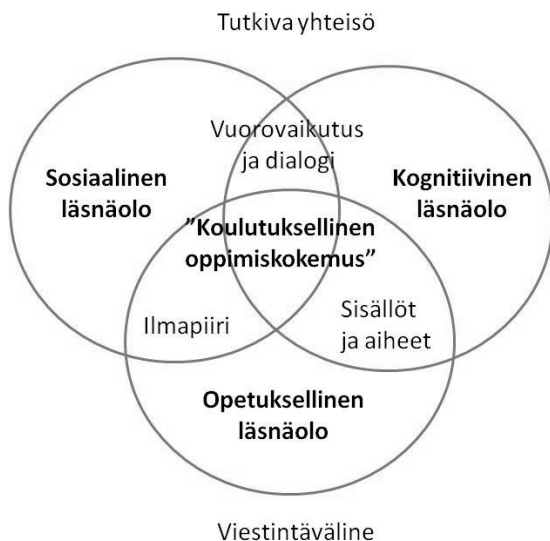 Tutkiva yhteisö
Vuorovaikutus
ja dialogi
Sosiaalinen
läsnäolo
Kognitiivinen
läsnäolo
”Koulutuksellinen
oppimiskokemus”
Ilmapiiri
Sisällöt
ja aiheet
Opetuksellinen
läsnäolo
Viestintäväline